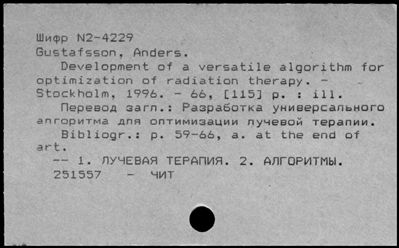 Шифр N2-4229
Gustafsson, Anders.
Development of a versatile algorithm for
optimization of radiation therapy. -
Stockholm, 1996. - 66, [115] p. : ill.
Перевод загл.: Разработка универсального
алгоритма для оптимизации лучевой терапии.
Bibliogr.: p. 59-66, a. at the end of
art.
-- 1. ЛУЧЕВАЯ ТЕРАПИЯ. 2. АЛГОРИТМЫ.
251557 - ЧИТ